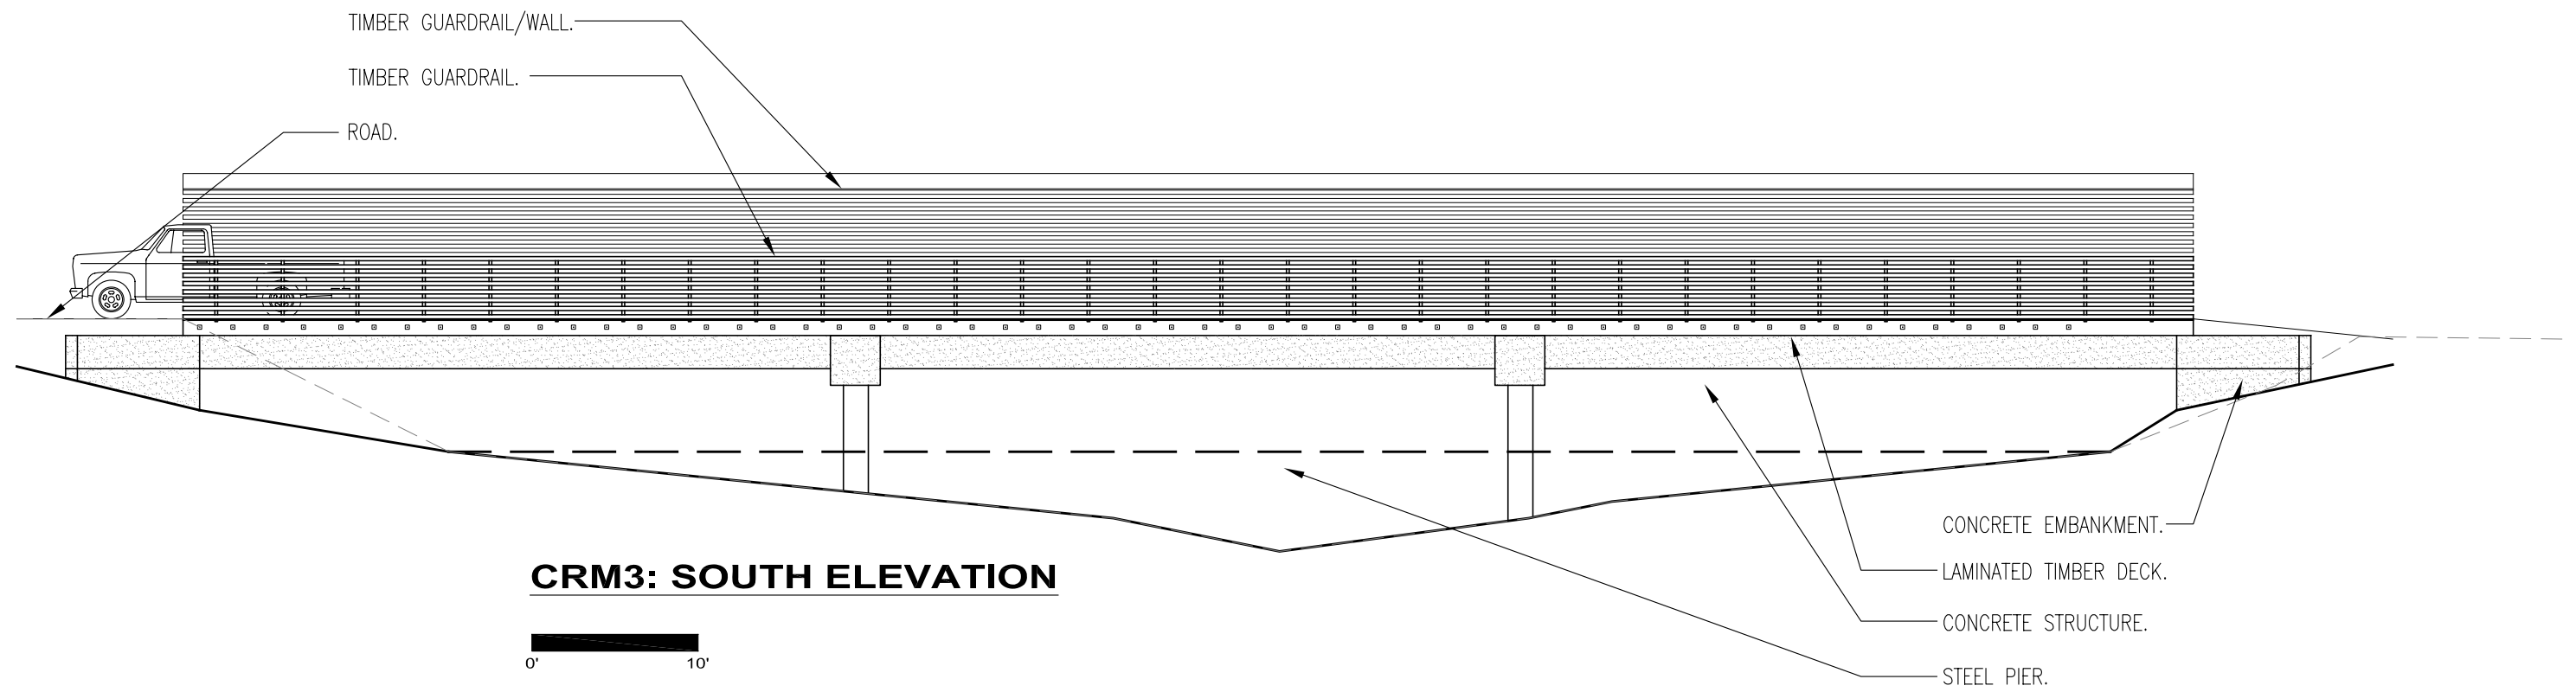 TIMBER GUARDRAIL/WALL.
TIMBER GUARDRAIL.
ROAD.
CONCRETE EMBANKMENT.
LAMINATED TIMBER DECK.
CONCRETE STRUCTURE.
STEEL PIER.
CRM3: SOUTH ELEVATION
0' 10'